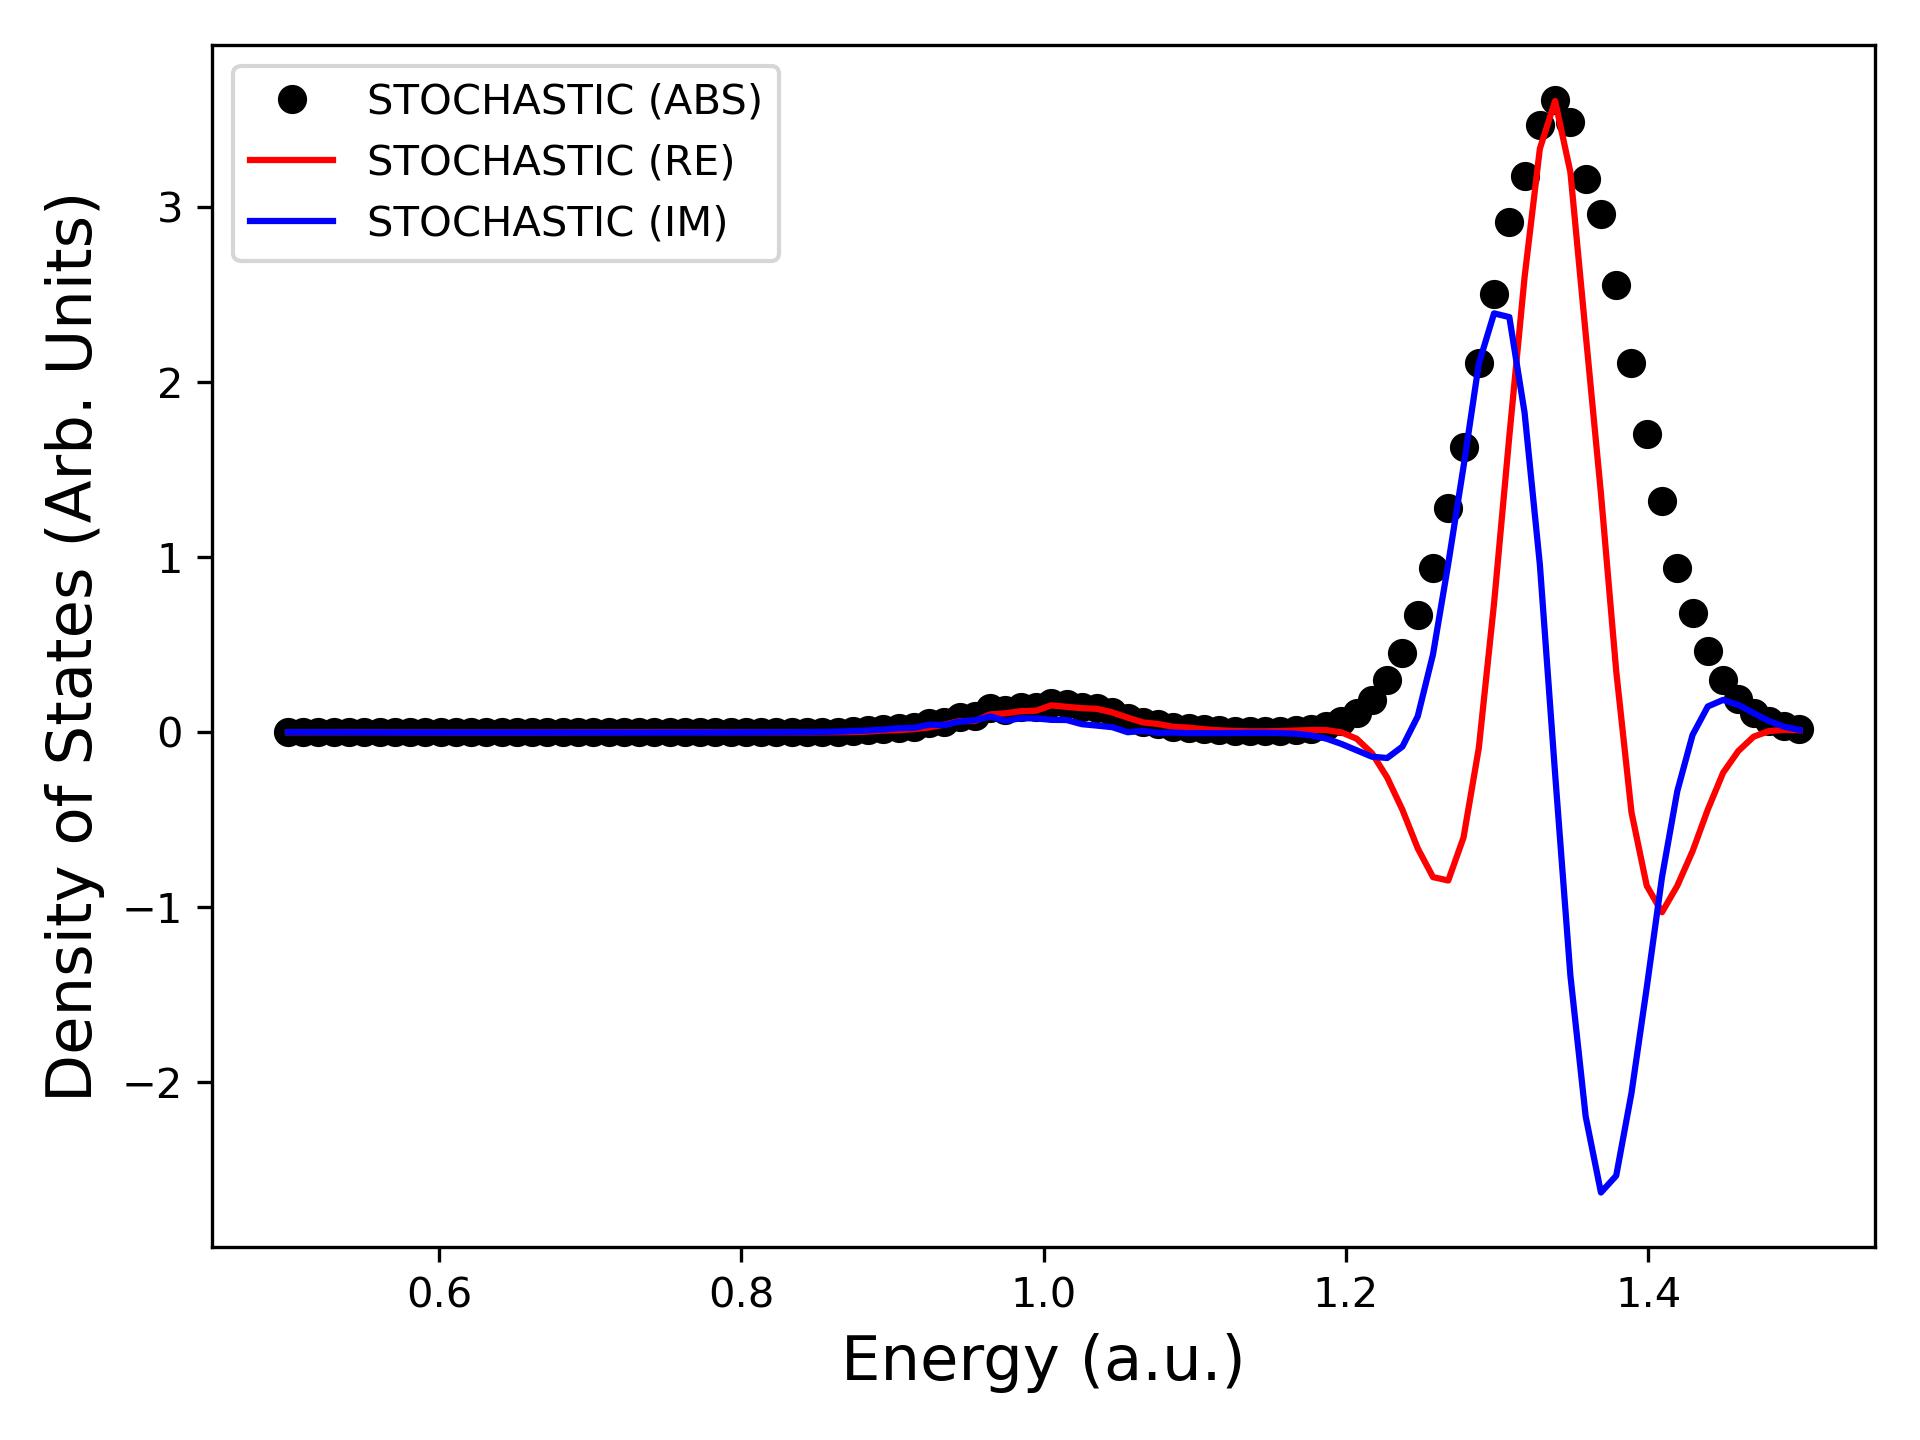 STOCHASTIC (ABS)
STOCHASTIC (RE)
STOCHASTIC (IM)
Density of States (Arb. Units)
3
2
1
0
−1
−2
0.6 0.8 1.0 1.2 1.4
Energy (a.u.)